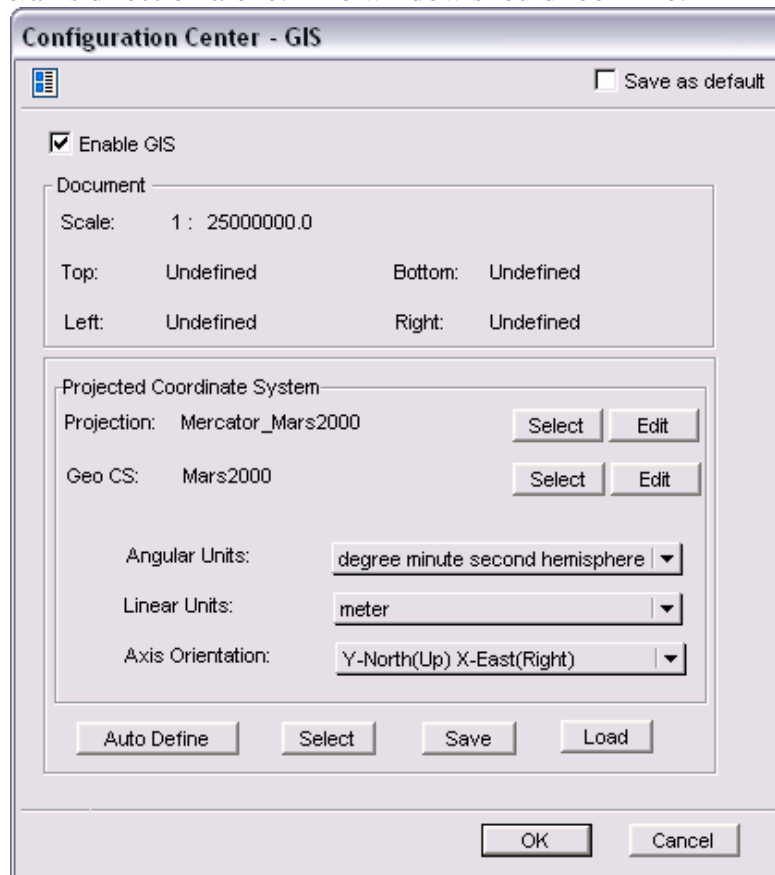 Configuration Center - GIS
Save as default
Enable GIS
Document
Scale: 1 : 25000000.0
Top: Undefined Bottom: Undefined
Left: Undefined Right: Undefined
Projected Coordinate System
Projection: Mercator_Mars2000 Select Edit
Geo CS: Mars2000 Select Edit
Angular Units: degree minute second hemisphere
Linear Units: meter
Axis Orientation: Y-North(Up) X-East(Right)
Auto Define Select Save Load
OK Cancel